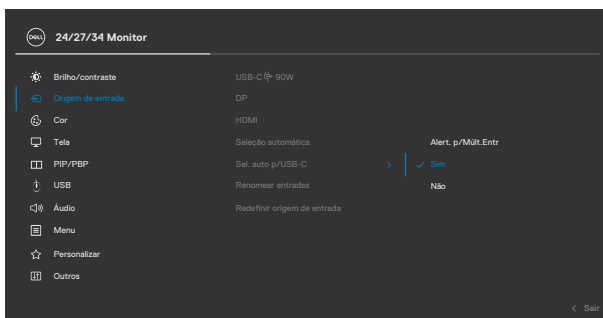 DELL 24/27/34 Monitor
Brilho/contraste USB-C 90W
Origem de entrada DP
Cor HDMI
Tela Seleção automática Alert. p/Múlt.Entr
PIP/PBP Sel. auto p/USB-C > Sim
USB Renomear entradas Não
Áudio Redefinir origem de entrada
Menu
Personalizar
Outros
< Sair